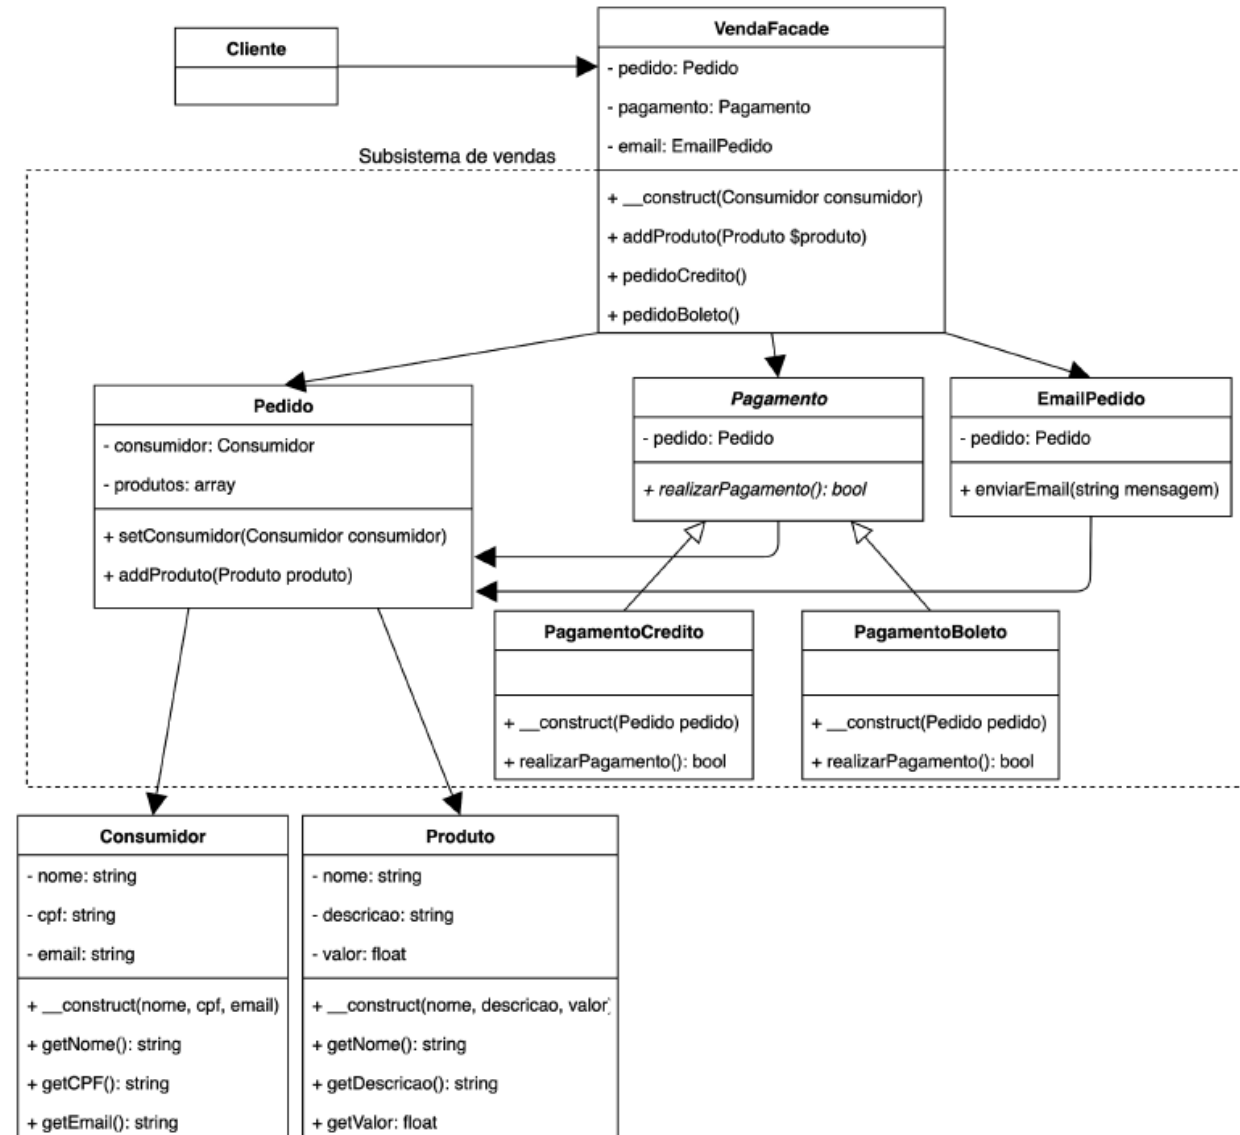 Cliente
VendaFacade
- pedido: Pedido
- pagamento: Pagamento
- email: EmailPedido
Subsistema de vendas
+ __construct(Consumidor consumidor)
+ addProduto(Produto $produto)
+ pedidoCredito()
+ pedidoBoleto()
Pedido
- consumidor: Consumidor
- produtos: array
+ setConsumidor(Consumidor consumidor)
+ addProduto(Produto produto)
Pagamento
- pedido: Pedido
+ realizarPagamento(): bool
EmailPedido
- pedido: Pedido
+ enviarEmail(string mensagem)
PagamentoCredito
+ __construct(Pedido pedido)
+ realizarPagamento(): bool
PagamentoBoleto
+ __construct(Pedido pedido)
+ realizarPagamento(): bool
Consumidor
- nome: string
- cpf: string
- email: string
+ __construct(nome, cpf, email)
+ getNome(): string
+ getCPF(): string
+ getEmail(): string
Produto
- nome: string
- descricao: string
- valor: float
+ __construct(nome, descricao, valor)
+ getNome(): string
+ getDescricao(): string
+ getValor: float